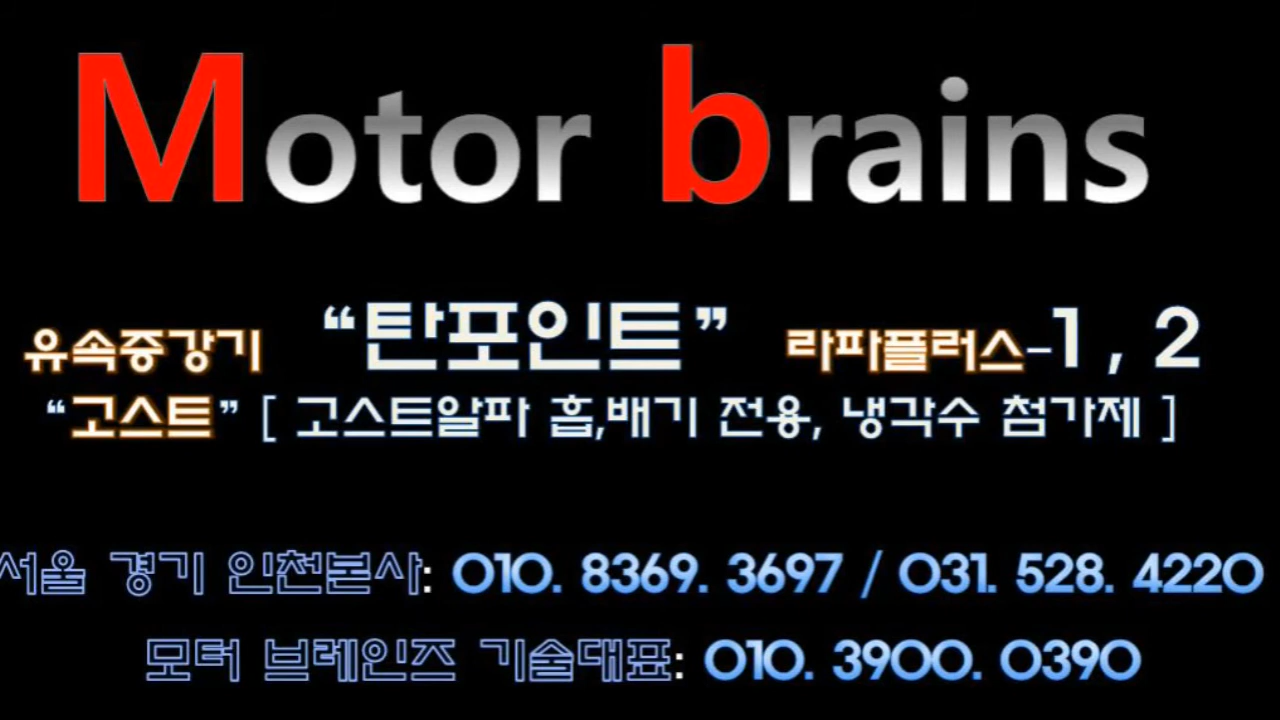 Motor brains
유속증강기 “탄포인트” 라파플러스-1, 2
“고스트” [ 고스트알파 흡,배기 전용, 냉각수 첨가제 ]
서울 경기 인천본사: 010. 8369. 3697 / 031. 528. 4220
모터 브레인즈 기술대표: 010. 3900. 0390